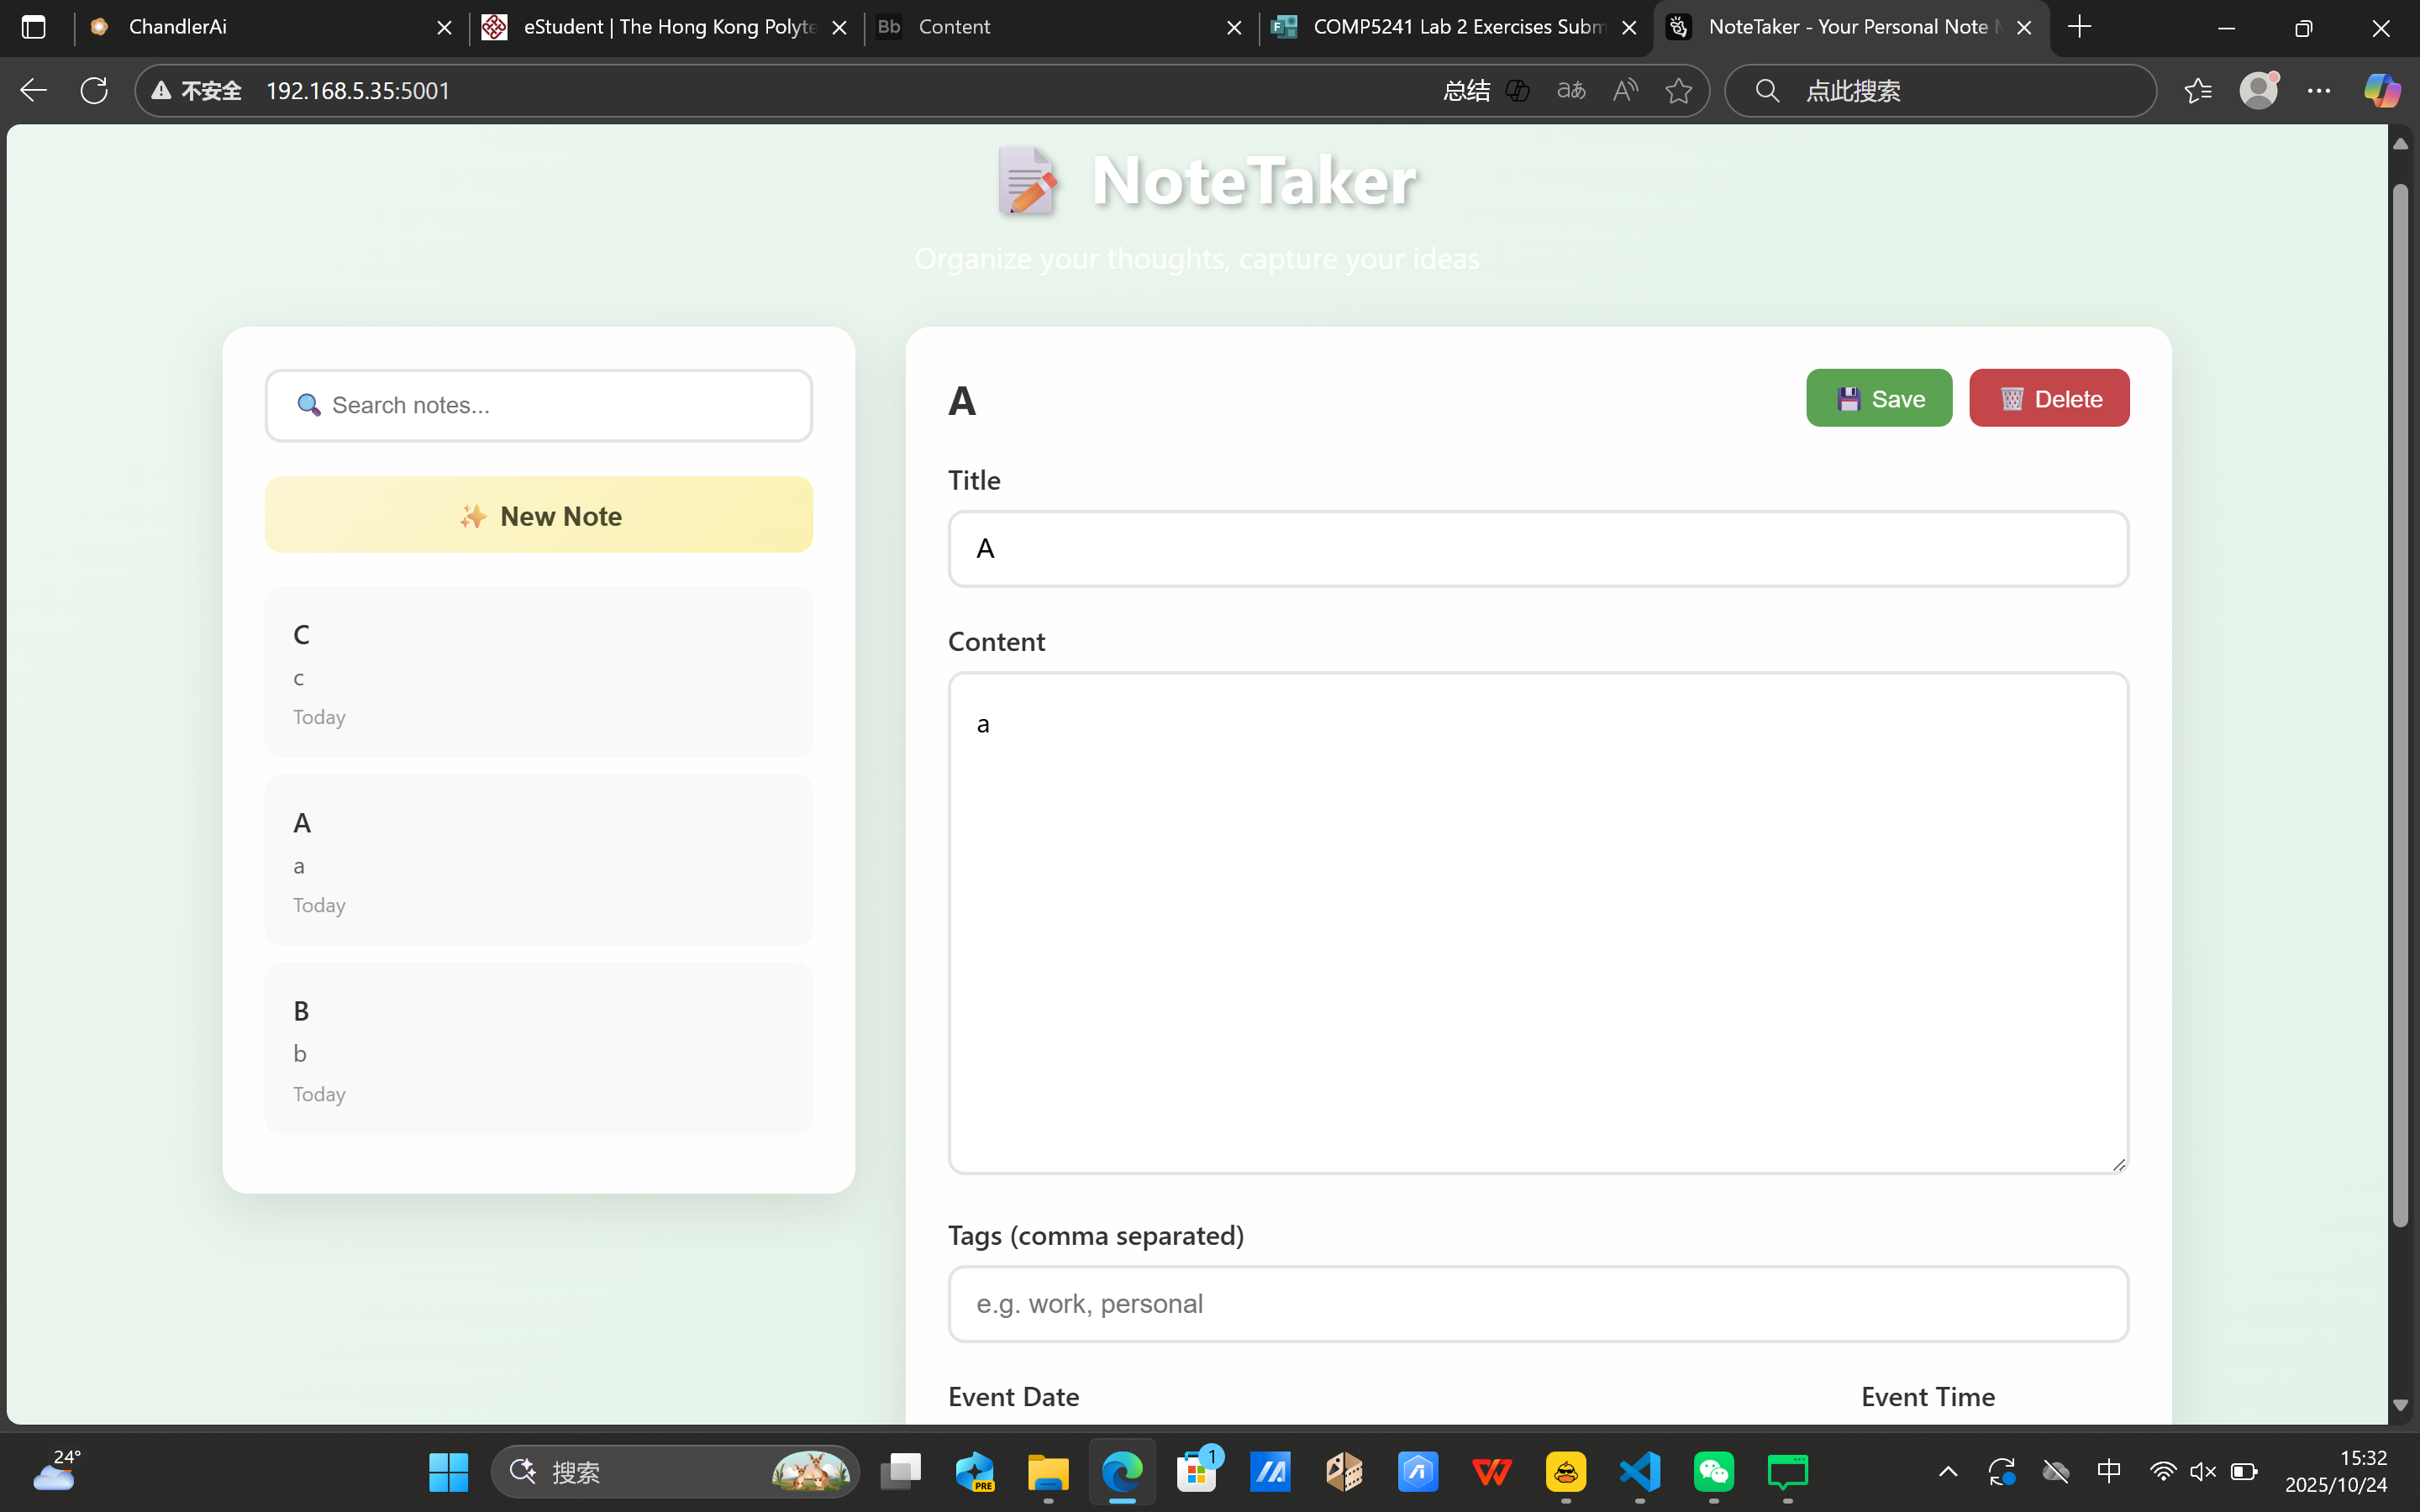 ChandlerAi
eStudent | The Hong Kong Polyte
Content
COMP5241 Lab 2 Exercises Subm
NoteTaker - Your Personal Note M
不安全 192.168.5.35:5001
总结
点此搜索
NoteTaker
Organize your thoughts, capture your ideas
Search notes...
New Note
C
c
Today
A
a
Today
B
b
Today
A
Save
Delete
Title
A
Content
a
Tags (comma separated)
e.g. work, personal
Event Date
Event Time
24°
搜索
PRE
1
中
15:32
2025/10/24